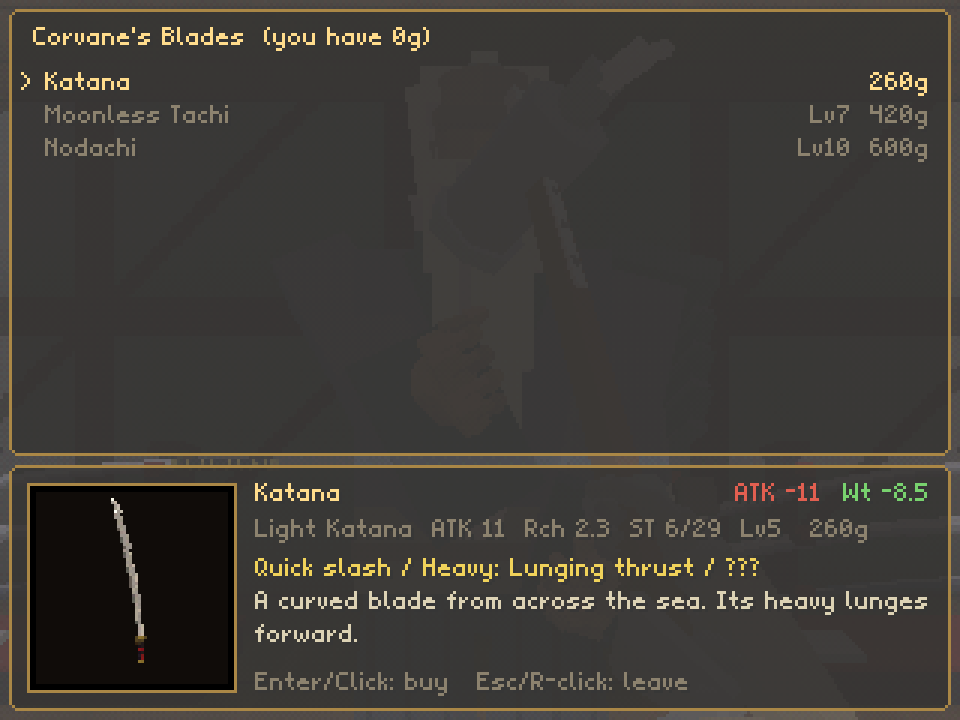 Corvane's Blades (you have 0g)
> Katana 260g
Moonless Tachi Lv7 420g
Nodachi Lv10 600g
Katana ATK -11 Wt -8.5
Light Katana ATK 11 Rch 2.3 ST 6/29 Lv5 260g
Quick slash / Heavy: Lunging thrust / ???
A curved blade from across the sea. Its heavy lunges
forward.
Enter/Click: buy Esc/R-click: leave